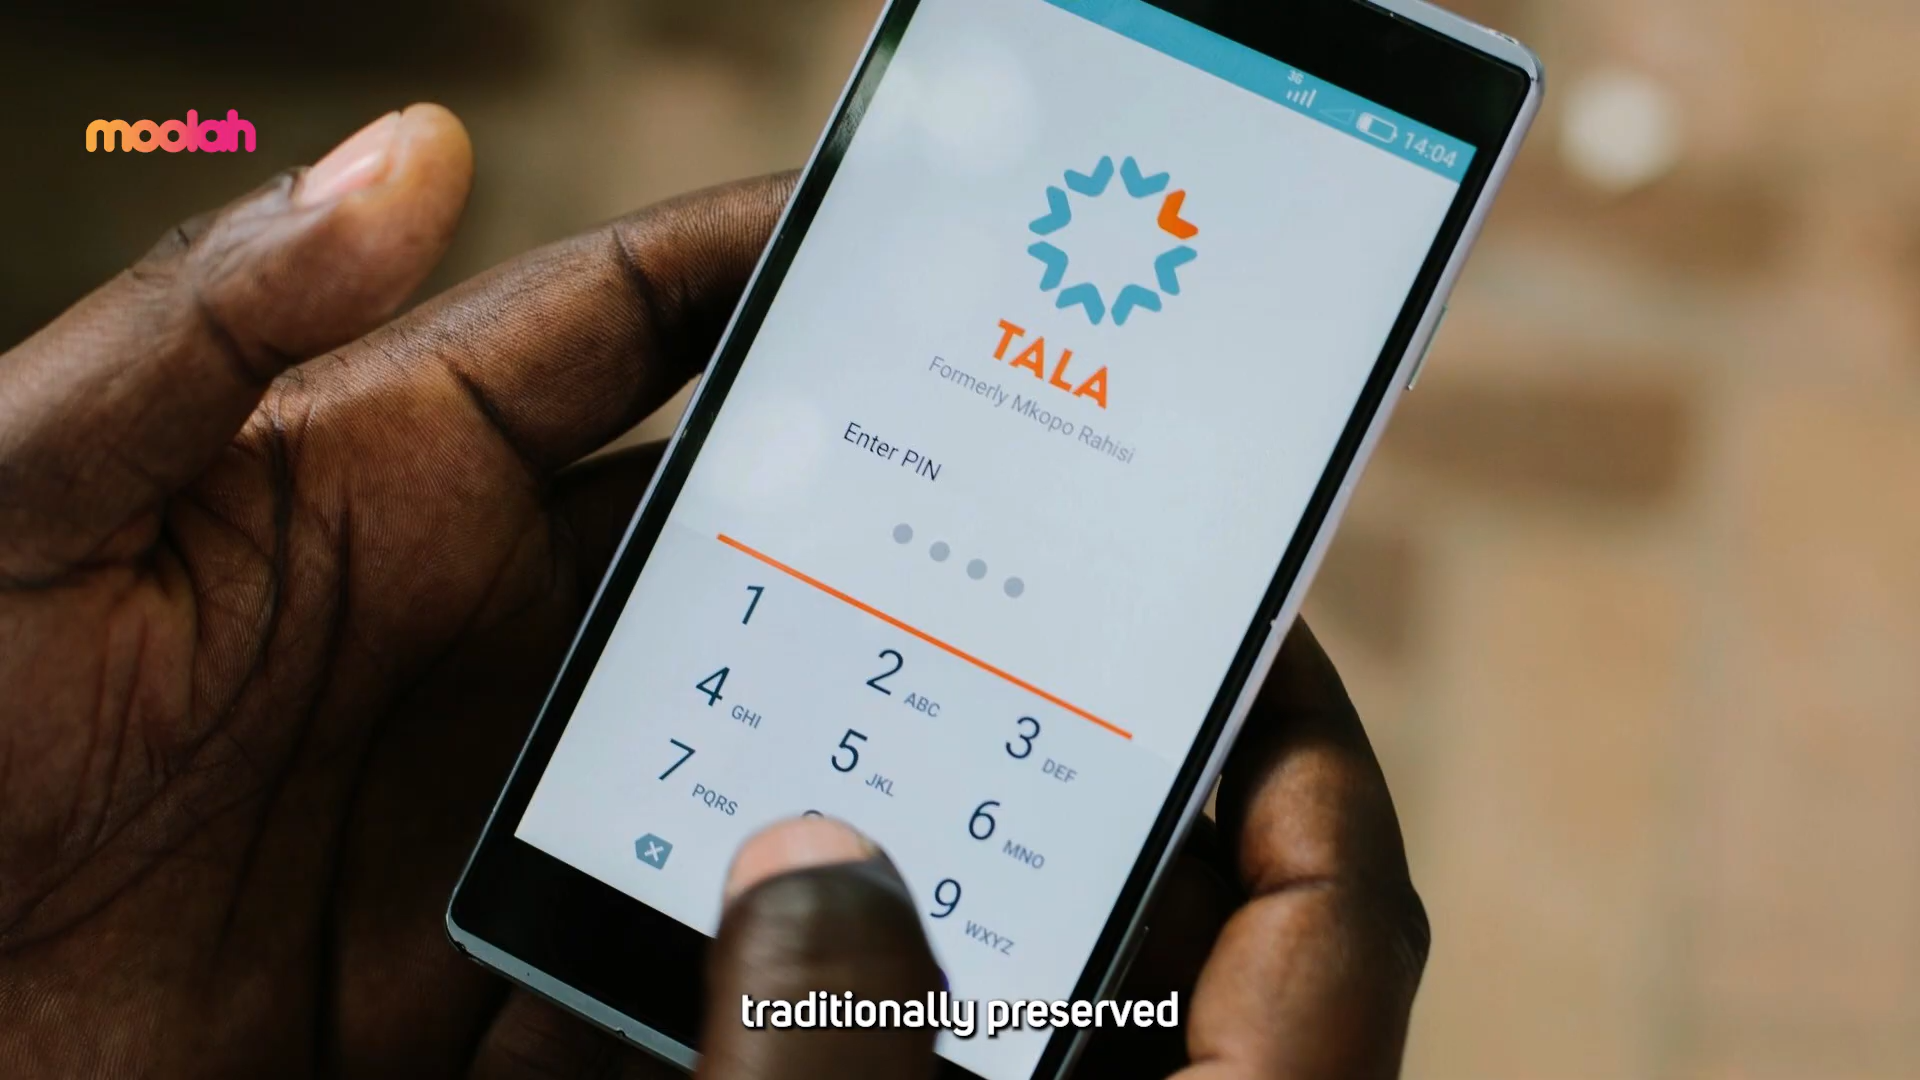 moolah
3G
14:04
TALA
Formerly Mkopo Rahisi
Enter PIN
1
2 ABC
3 DEF
4 GHI
5 JKL
6 MNO
7 PQRS
9 WXYZ
traditionally preserved